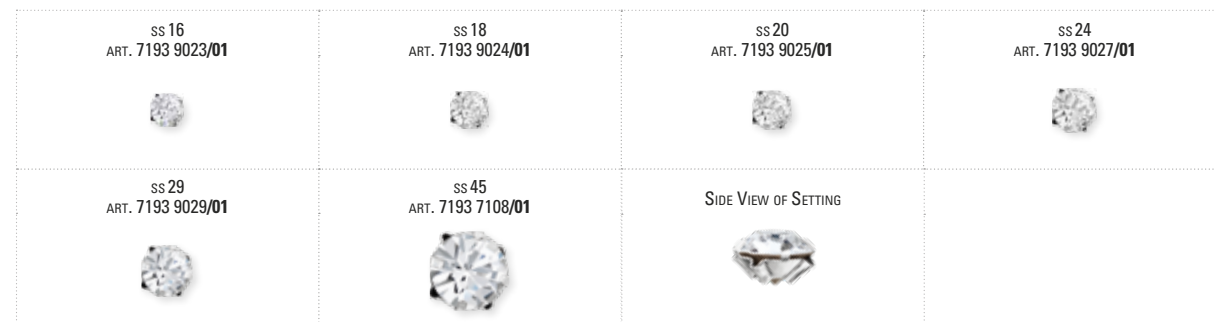 SS 16
ART. 7193 9023/01
SS 18
ART. 7193 9024/01
SS 20
ART. 7193 9025/01
SS 24
ART. 7193 9027/01
SS 29
ART. 7193 9029/01
SS 45
ART. 7193 7108/01
SIDE VIEW OF SETTING